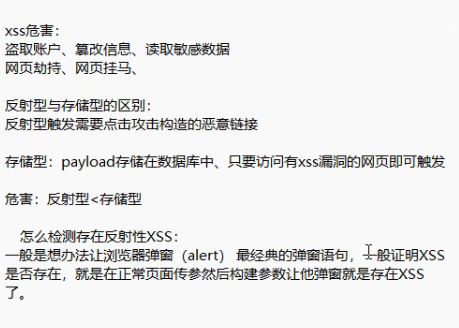 xss危害：
盗取账户、篡改信息、读取敏感数据
网页劫持、网页挂马、
反射型与存储型的区别：
反射型触发需要点击攻击构造的恶意链接
存储型：payload存储在数据库中、只要访问有xss漏洞的网页即可触发
危害：反射型<存储型
怎么检测存在反射性XSS：
一般是想办法让浏览器弹窗（alert） 最经典的弹窗语句，一般证明XSS
是否存在，就是在正常页面传参然后构建参数让他弹窗就是存在XSS
了。